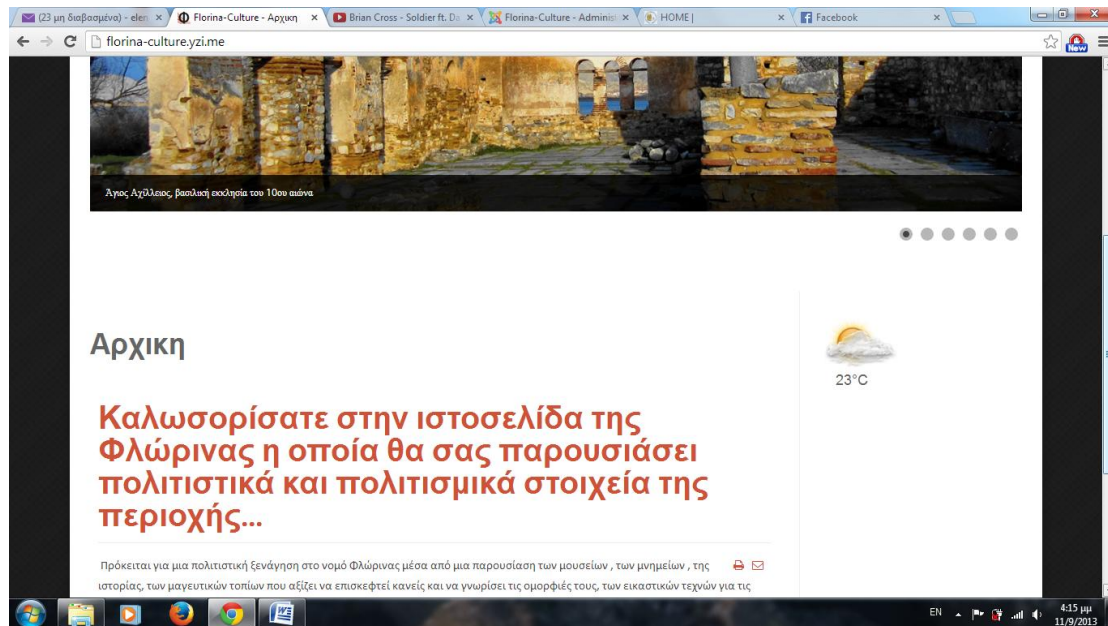 (23 μη διαβασμένα) - elen
Florina-Culture - Αρχικη
Brian Cross - Soldier ft. Da
Florina-Culture - Administ
HOME |
Facebook
florina-culture.yzi.me
New
Άγιος Αχίλλειος, βασιλική εκκλησία του 10ου αιώνα
Αρχικη
23°C
Καλωσορίσατε στην ιστοσελίδα της
Φλώρινας η οποία θα σας παρουσιάσει
πολιτιστικά και πολιτισμικά στοιχεία της
περιοχής...
Πρόκειται για μια πολιτιστική ξενάγηση στο νομό Φλώρινας μέσα από μια παρουσίαση των μουσείων , των μνημείων , της
ιστορίας, των μαγευτικών τοπίων που αξίζει να επισκεφτεί κανείς και να γνωρίσει τις ομορφιές τους, των εικαστικών τεχνών για τις
EN
4:15 μμ
11/9/2013